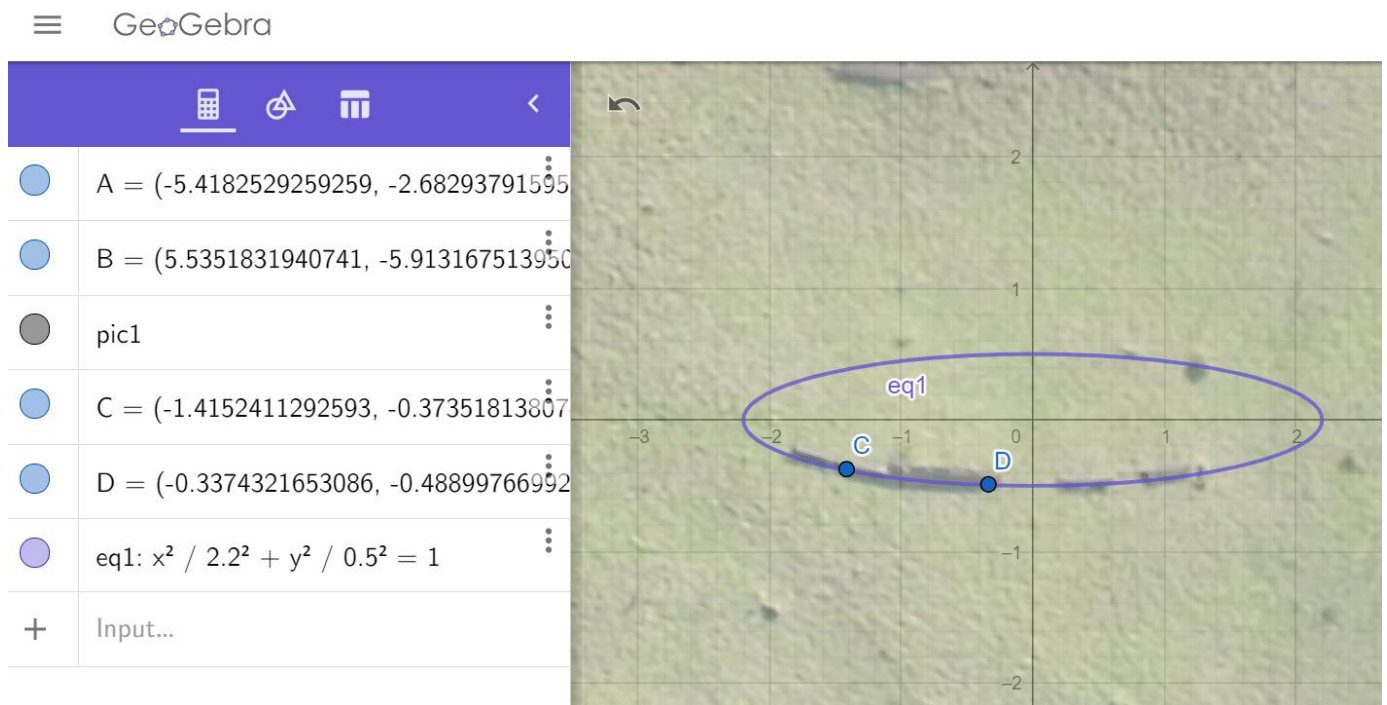 GeoGebra
A = (-5.4182529259259, -2.68293791595
B = (5.5351831940741, -5.913167513950
pic1
C = (-1.4152411292593, -0.37351813807
D = (-0.3374321653086, -0.48899766992
eq1: x² / 2.2² + y² / 0.5² = 1
+ Input...
2
1
eq1
–3 –2 –1 0 1 2
C
D
–1
–2